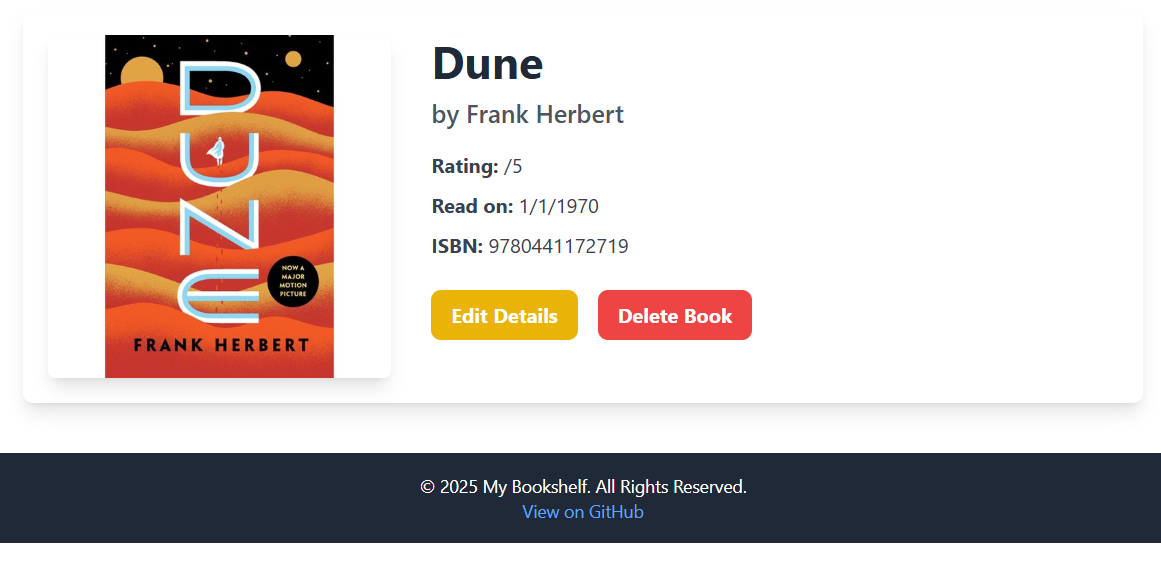 DUNE
NOW A
MAJOR
MOTION
PICTURE
FRANK HERBERT
Dune
by Frank Herbert
Rating: /5
Read on: 1/1/1970
ISBN: 9780441172719
Edit Details
Delete Book
© 2025 My Bookshelf. All Rights Reserved.
View on GitHub